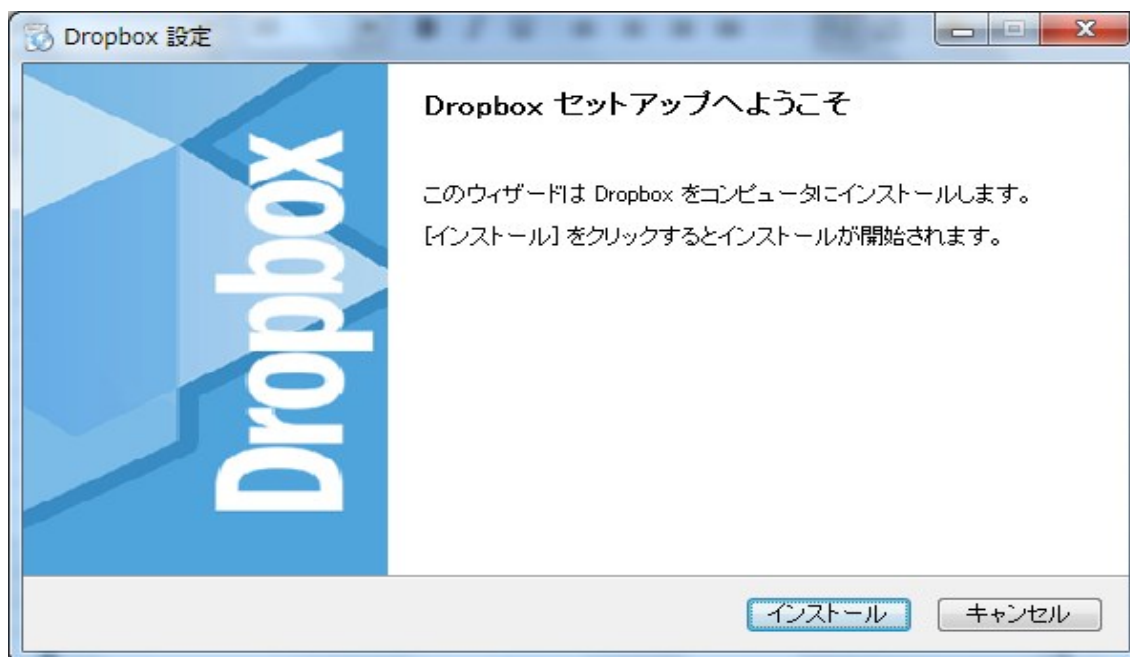 Dropbox 設定
Dropbox セットアップへようこそ
このウィザードは Dropbox をコンピュータにインストールします。
[インストール] をクリックするとインストールが開始されます。
Dropbox
インストール
キャンセル